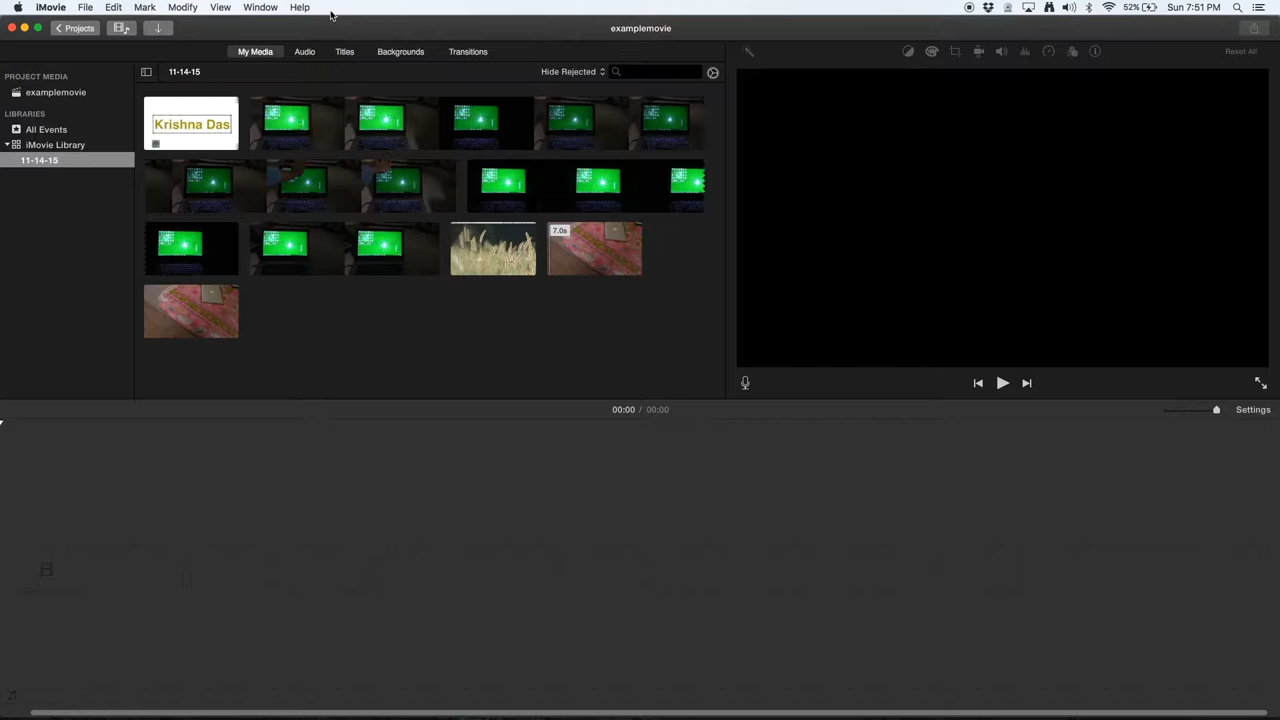 iMovie File Edit Mark Modify View Window Help 52% Sun 7:51 PM
Projects examplemovie
My Media Audio Titles Backgrounds Transitions Reset All
PROJECT MEDIA
examplemovie
LIBRARIES
All Events
iMovie Library
11-14-15
11-14-15 Hide Rejected
Krishna Das
7.0s
00:00 / 00:00 Settings